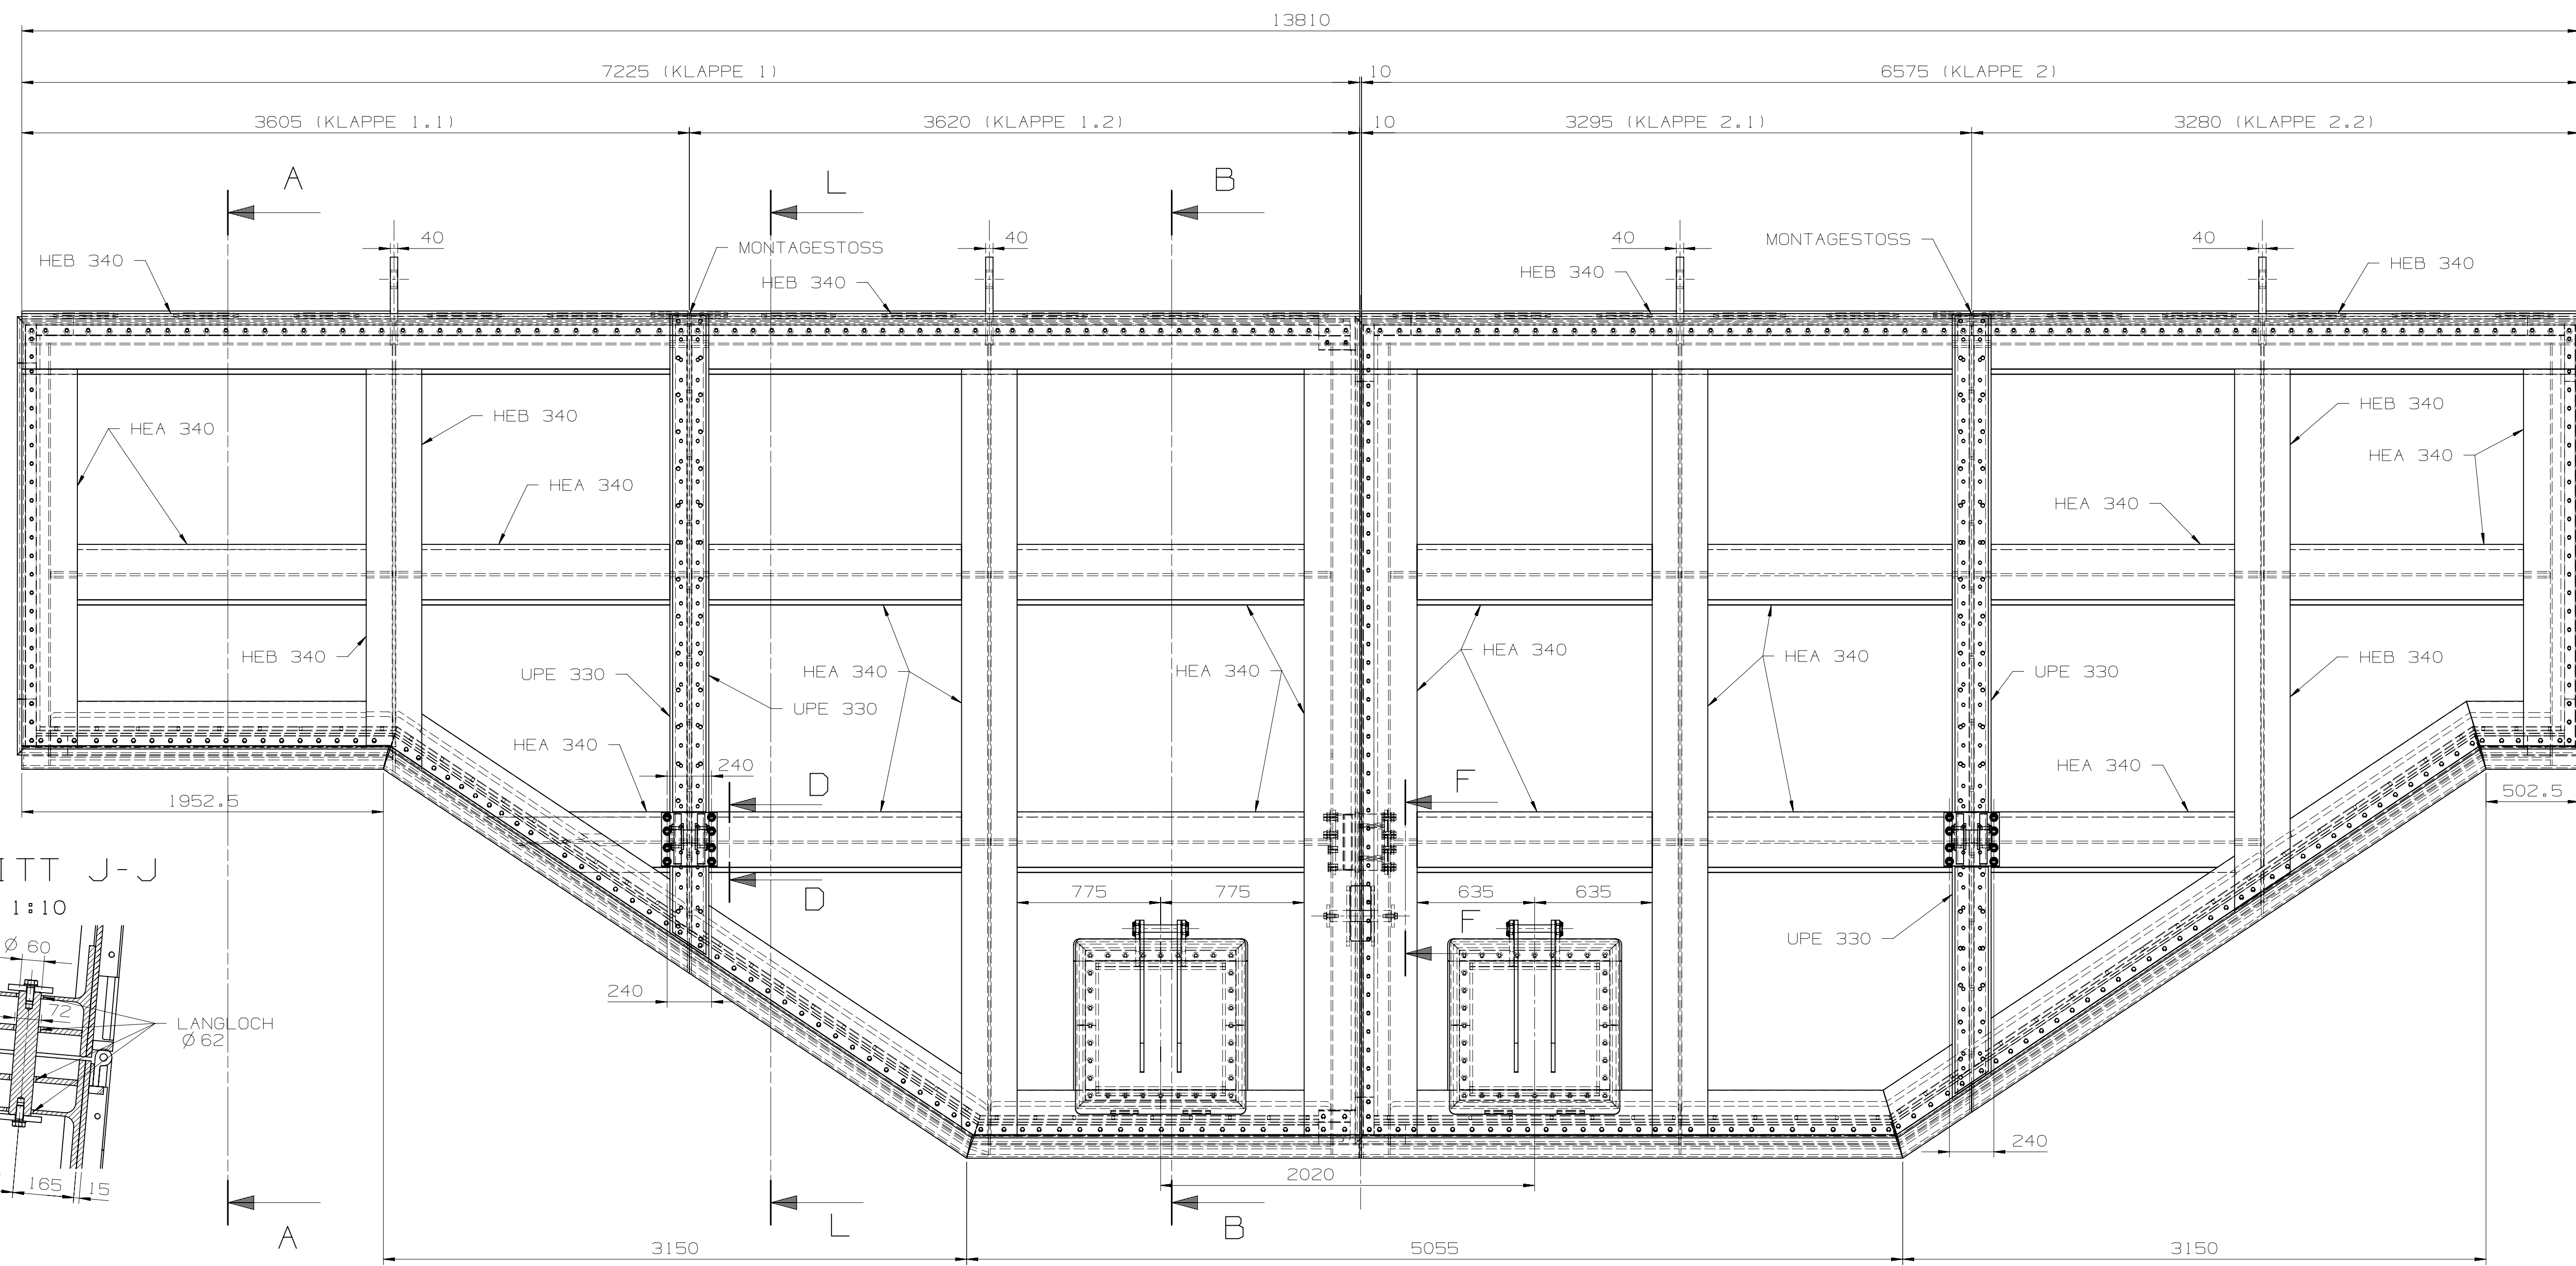 13810
7225 (KLAPPE 1)
10
6575 (KLAPPE 2)
3605 (KLAPPE 1.1)
3620 (KLAPPE 1.2)
10
3295 (KLAPPE 2.1)
3280 (KLAPPE 2.2)
A
L
B
40
MONTAGESTOSS
40
40
MONTAGESTOSS
40
HEB 340
HEB 340
HEB 340
HEB 340
HEA 340
HEB 340
HEB 340
HEA 340
HEA 340
HEA 340
HEB 340
UPE 330
HEA 340
HEA 340
HEA 340
HEA 340
UPE 330
HEB 340
UPE 330
HEA 340
240
D
F
HEA 340
1952.5
502.5
ITT J-J
1:10
D
775
775
F
635
635
UPE 330
Ø 60
240
72
LANGLOCH
Ø 62
165
15
2020
240
A
L
B
3150
5055
3150